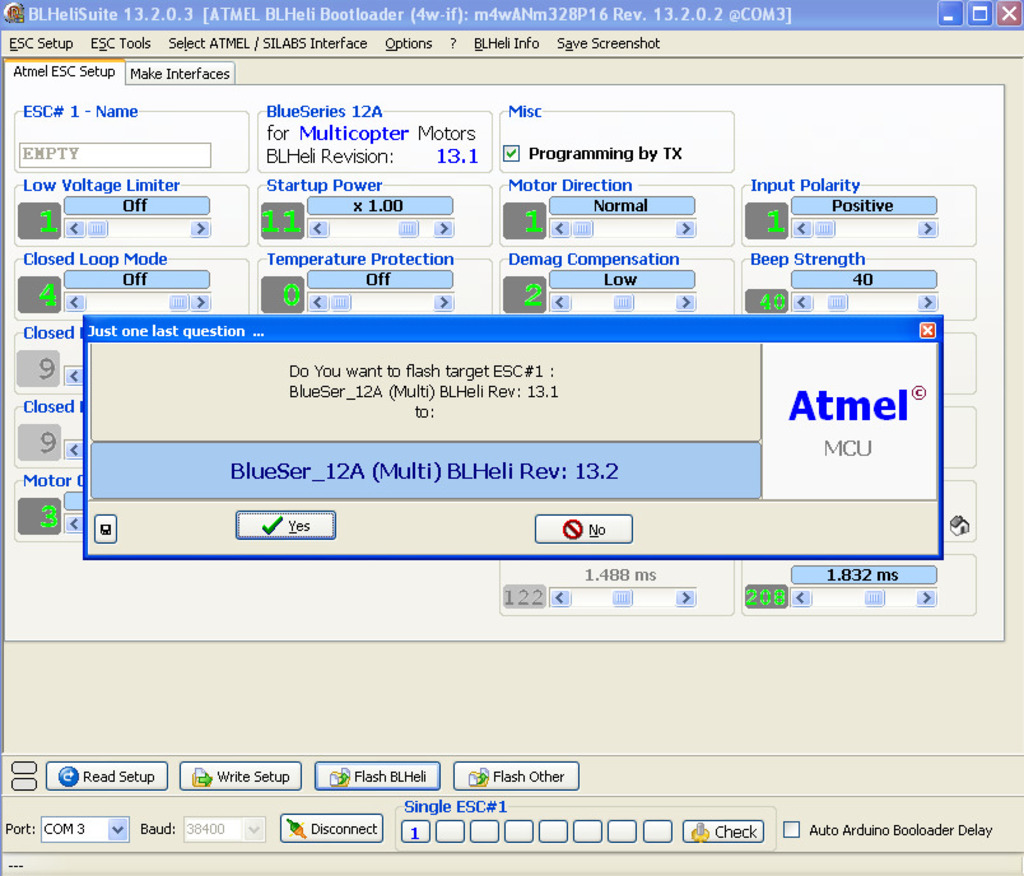 BLHeliSuite 13.2.0.3 [ATMEL BLHeli Bootloader (4w-if): m4wANm328P16 Rev. 13.2.0.2 @COM3]
ESC Setup ESC Tools Select ATMEL / SILABS Interface Options ? BLHeli Info Save Screenshot
Atmel ESC Setup Make Interfaces
ESC# 1 - Name BlueSeries 12A Misc
for Multicopter Motors
EMPTY BLHeli Revision: 13.1 Programming by TX
Low Voltage Limiter Startup Power Motor Direction Input Polarity
Off x 1.00 Normal Positive
1 11 1 1
Closed Loop Mode Temperature Protection Demag Compensation Beep Strength
Off Off Low 40
4 0 2 40
Closed
Just one last question ...
9
Do You want to flash target ESC#1 :
BlueSer_12A (Multi) BLHeli Rev: 13.1
to:
Atmel©
MCU
Closed
9
BlueSer_12A (Multi) BLHeli Rev: 13.2
Motor
3
Yes No
1.488 ms 1.832 ms
122 208
Read Setup Write Setup Flash BLHeli Flash Other
Single ESC#1
Port: COM 3 Baud: 38400 Disconnect 1 Check Auto Arduino Booloader Delay
---